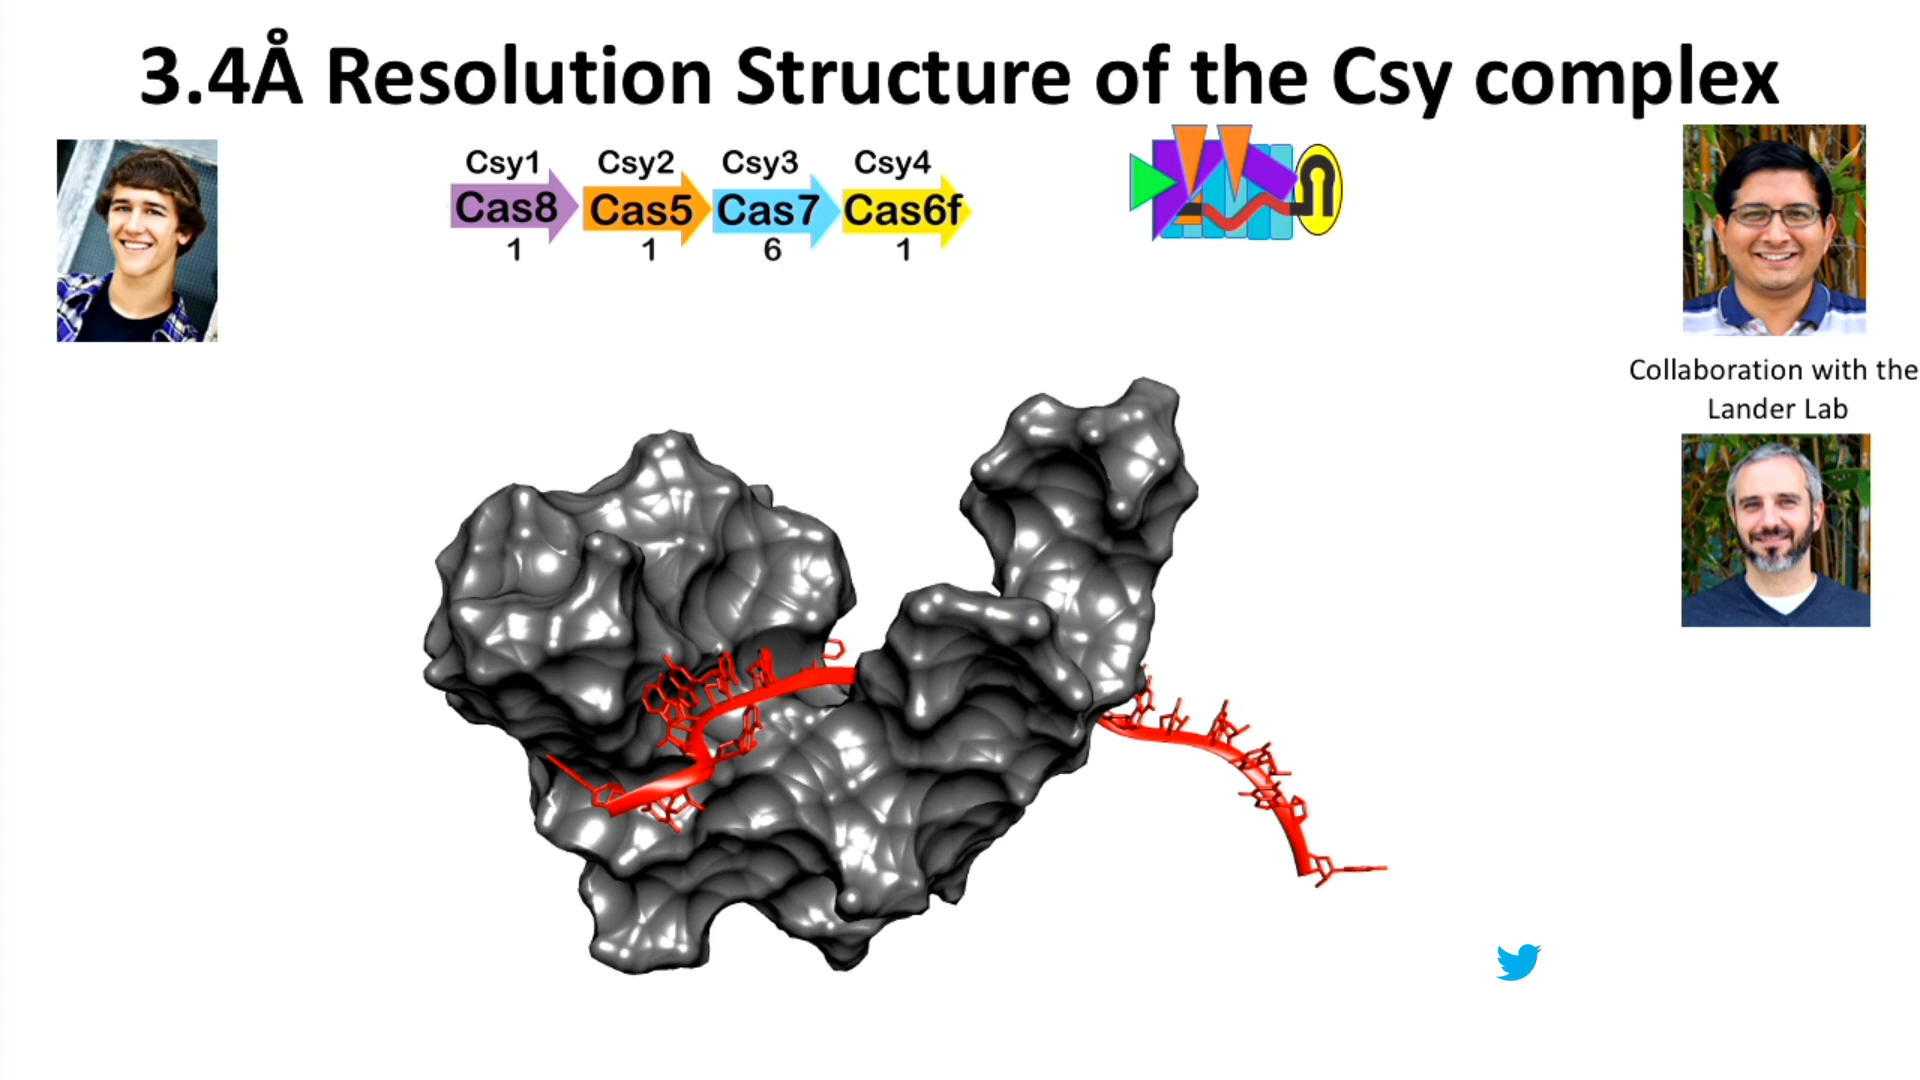 3.4Å Resolution Structure of the Csy complex
Csy1 Csy2 Csy3 Csy4
Cas8 Cas5 Cas7 Cas6f
1 1 6 1
Collaboration with the
Lander Lab